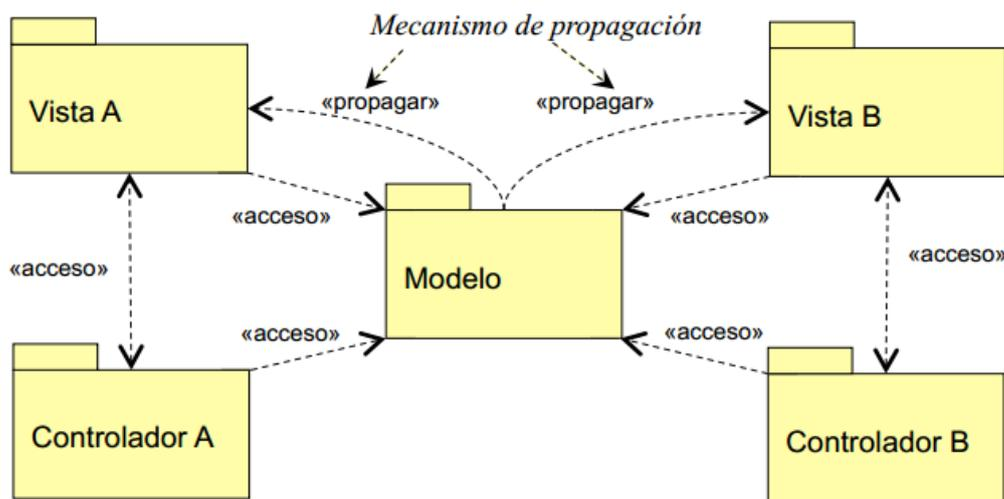 Mecanismo de propagación
Vista A
«propagar»
«propagar»
Vista B
«acceso»
«acceso»
«acceso»
«acceso»
Modelo
«acceso»
«acceso»
Controlador A
Controlador B